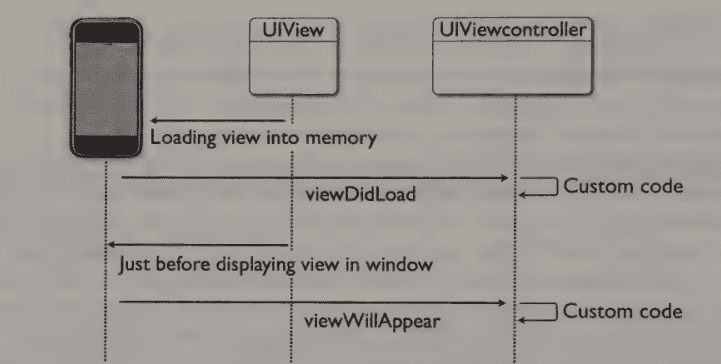 UIView
UIViewcontroller
Loading view into memory
viewDidLoad
Custom code
Just before displaying view in window
viewWillAppear
Custom code